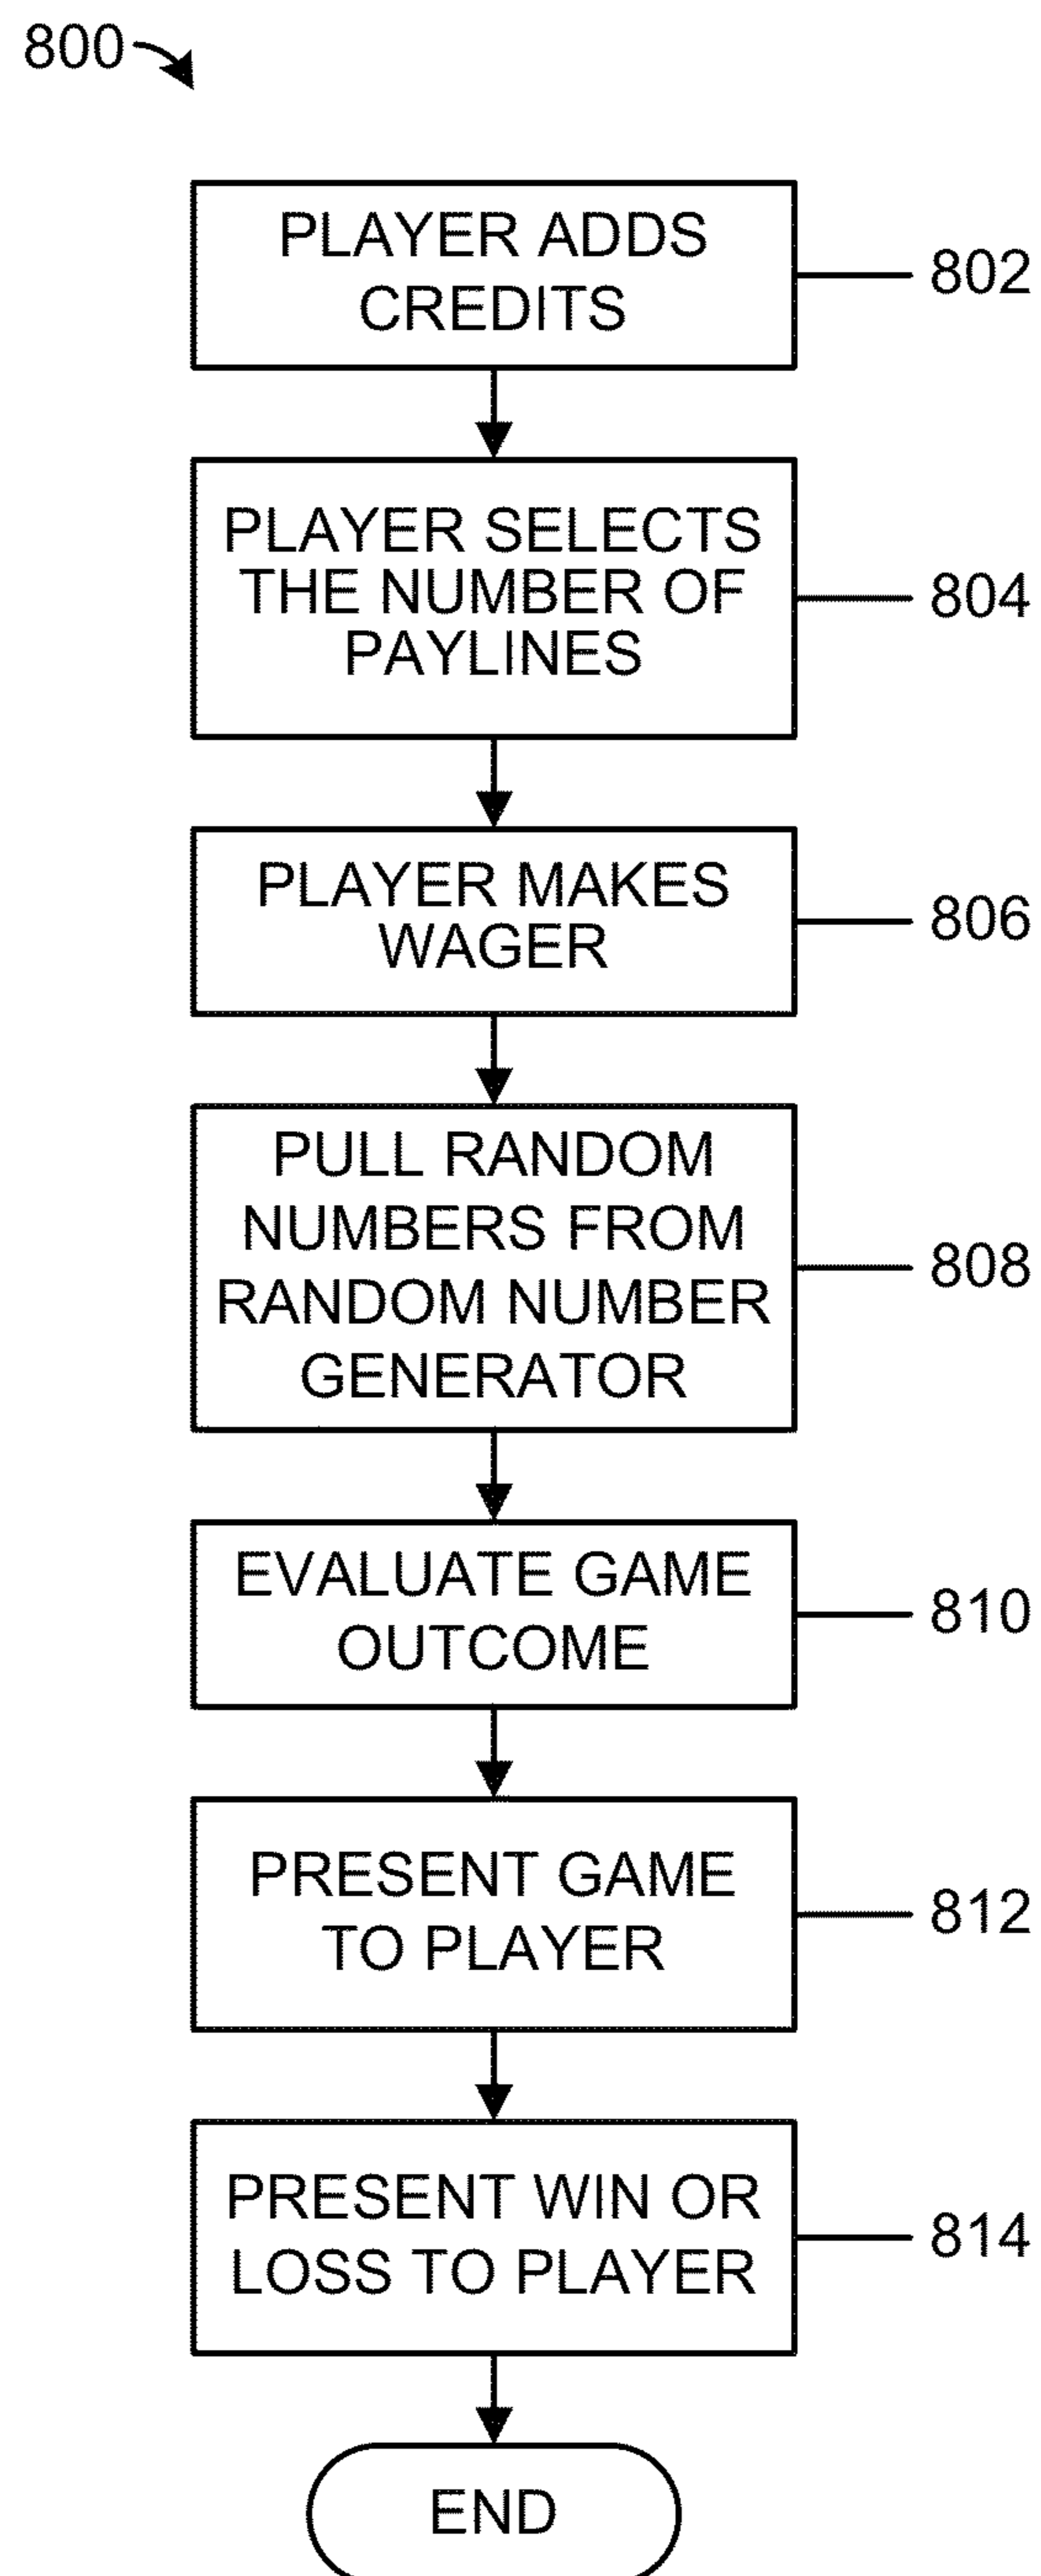 800
PLAYER ADDS
CREDITS
802
PLAYER SELECTS
THE NUMBER OF
PAYLINES
804
PLAYER MAKES
WAGER
806
PULL RANDOM
NUMBERS FROM
RANDOM NUMBER
GENERATOR
808
EVALUATE GAME
OUTCOME
810
PRESENT GAME
TO PLAYER
812
PRESENT WIN OR
LOSS TO PLAYER
814
END